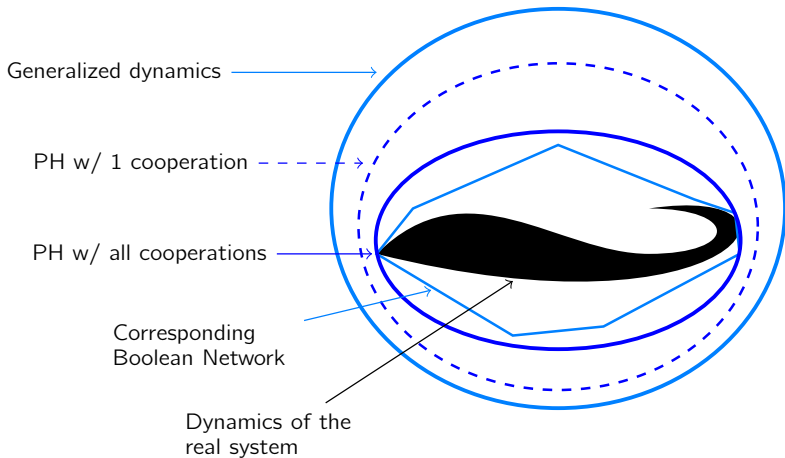 Generalized dynamics
PH w/ 1 cooperation
PH w/ all cooperations
Corresponding
Boolean Network
Dynamics of the
real system